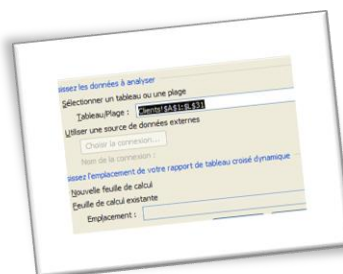 issez les données à analyser
Sélectionner un tableau ou une plage
Tableau/Plage : Clients!$A$1:$L$31
Utiliser une source de données externes
Choisir la connexion...
Nom de la connexion :
issez l'emplacement de votre rapport de tableau croisé dynamique
Nouvelle feuille de calcul
Feuille de calcul existante
Emplacement :